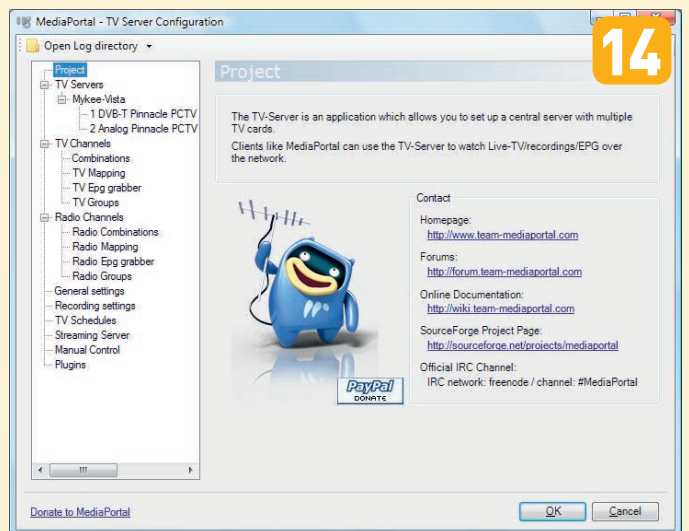 MediaPortal - TV Server Configuration
14
Open Log directory
Project
TV Servers
Mykee-Vista
1 DVB-T Pinnacle PCTV
2 Analog Pinnacle PCTV
TV Channels
Combinations
TV Mapping
TV Epg grabber
TV Groups
Radio Channels
Radio Combinations
Radio Mapping
Radio Epg grabber
Radio Groups
General settings
Recording settings
TV Schedules
Streaming Server
Manual Control
Plugins
Project
The TV-Server is an application which allows you to set up a central server with multiple
TV cards.
Clients like MediaPortal can use the TV-Server to watch Live-TV/recordings/EPG over
the network.
Contact
Homepage:
http://www.team-mediaportal.com
Forums:
http://forum.team-mediaportal.com
Online Documentation:
http://wiki.team-mediaportal.com
SourceForge Project Page:
http://sourceforge.net/projects/mediaportal
Official IRC Channel:
IRC network: freenode / channel: #MediaPortal
PayPal
DONATE
Donate to MediaPortal
OK
Cancel